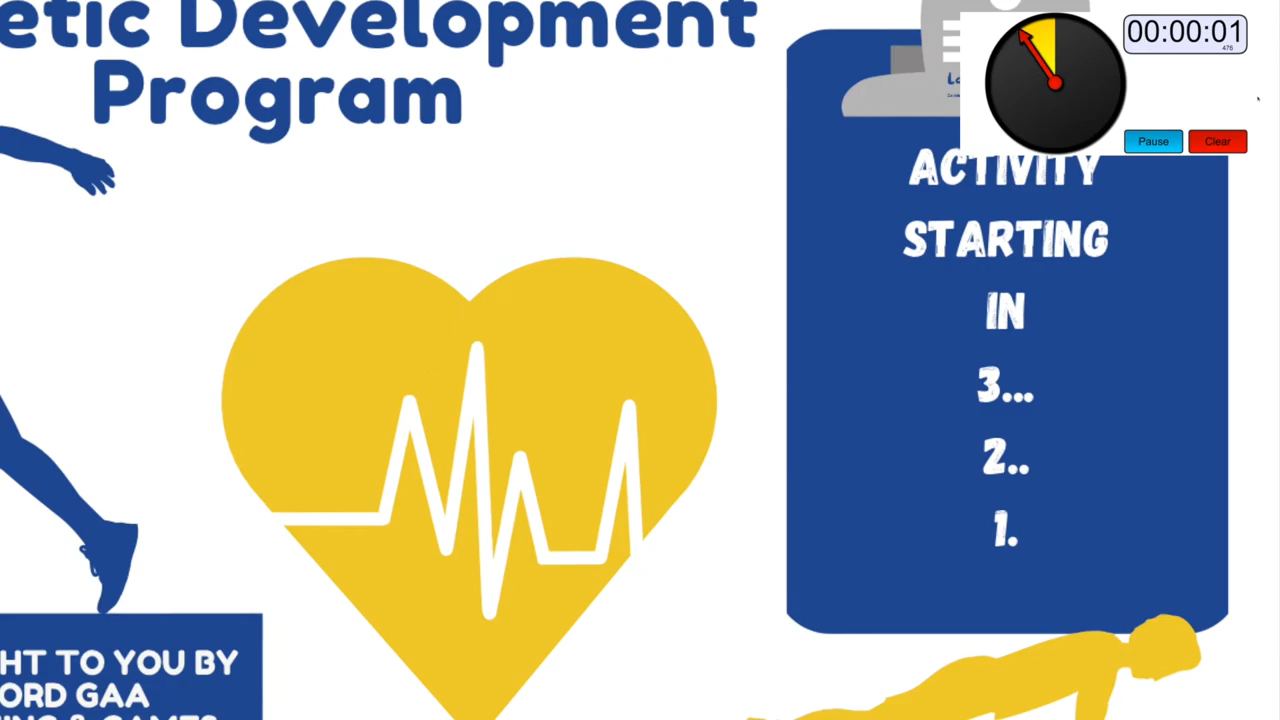 etic Development
Program
00:00:01
476
Pause
Clear
ACTIVITY
STARTING
IN
3...
2..
1.
HT TO YOU BY
ORD GAA